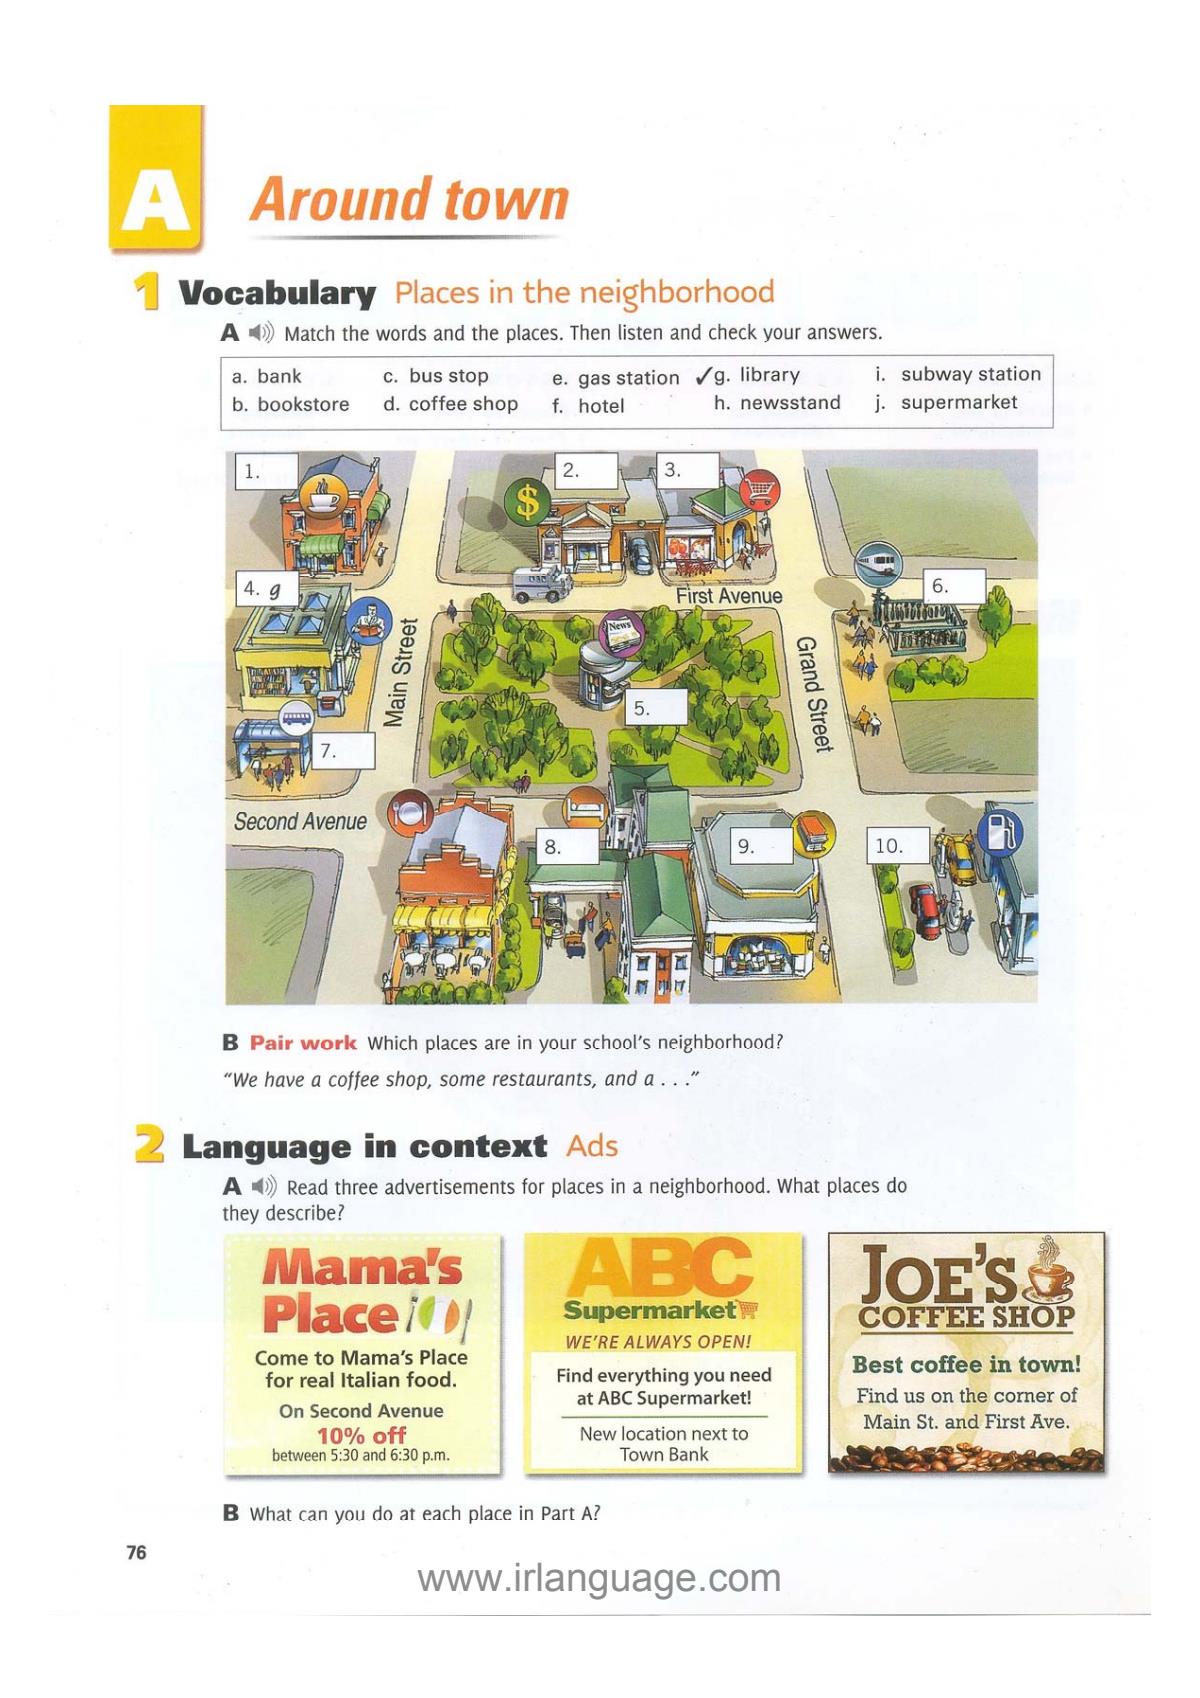 A
Around town
1 Vocabulary Places in the neighborhood
A Match the words and the places. Then listen and check your answers.
a. bank c. bus stop e. gas station ✓g. library i. subway station
b. bookstore d. coffee shop f. hotel h. newsstand j. supermarket
1.
2.
3.
$
4. g
First Avenue
6.
News
Main Street
Grand Street
5.
7.
Second Avenue
8.
9.
10.
B Pair work Which places are in your school's neighborhood?
"We have a coffee shop, some restaurants, and a . . ."
2 Language in context Ads
A Read three advertisements for places in a neighborhood. What places do
they describe?
Mama's
Place
Come to Mama's Place
for real Italian food.
On Second Avenue
10% off
between 5:30 and 6:30 p.m.
ABC
Supermarket
WE'RE ALWAYS OPEN!
Find everything you need
at ABC Supermarket!
New location next to
Town Bank
JOE'S
COFFEE SHOP
Best coffee in town!
Find us on the corner of
Main St. and First Ave.
B What can you do at each place in Part A?
76
www.irlanguage.com